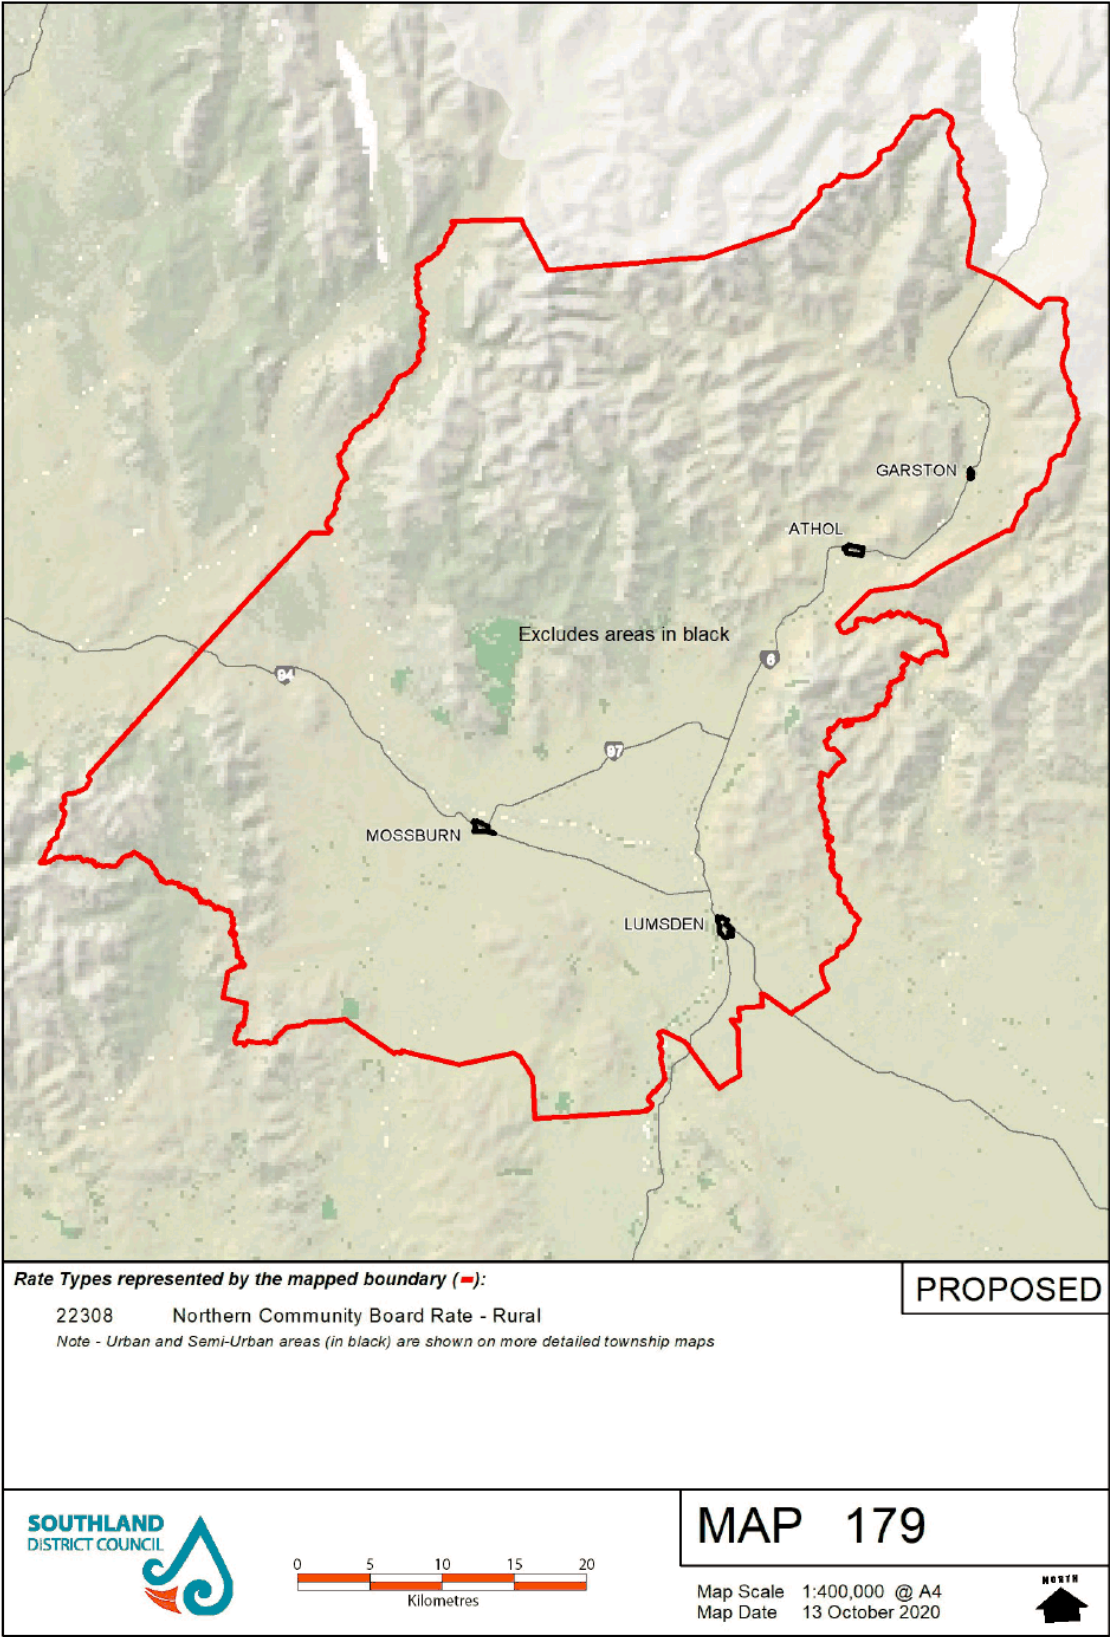 GARSTON
ATHOL
Excludes areas in black
6
94
97
MOSSBURN
LUMSDEN
Rate Types represented by the mapped boundary (▬):
PROPOSED
22308 Northern Community Board Rate - Rural
Note - Urban and Semi-Urban areas (in black) are shown on more detailed township maps
SOUTHLAND
DISTRICT COUNCIL
0 5 10 15 20
Kilometres
MAP 179
Map Scale 1:400,000 @ A4
Map Date 13 October 2020
NORTH